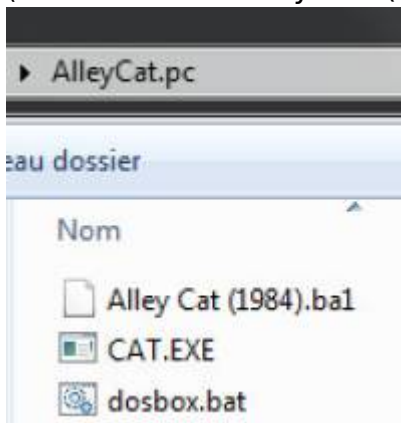 AlleyCat.pc
eau dossier
Nom
Alley Cat (1984).ba1
CAT.EXE
dosbox.bat